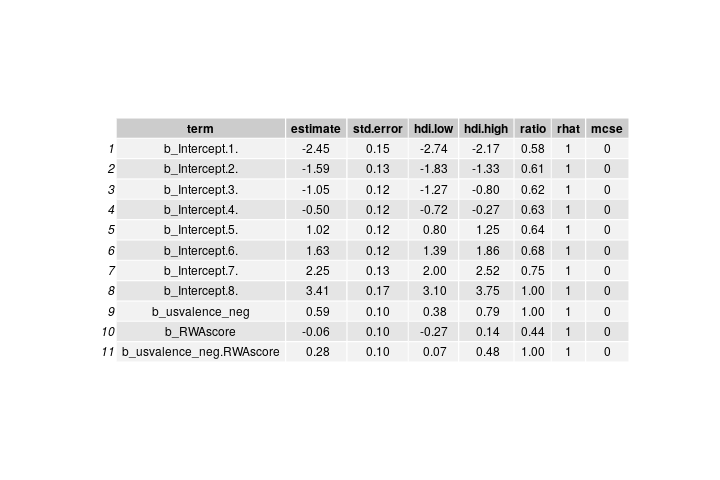 term estimate std.error hdi.low hdi.high ratio rhat mcse
1 b_Intercept.1. -2.45 0.15 -2.74 -2.17 0.58 1 0
2 b_Intercept.2. -1.59 0.13 -1.83 -1.33 0.61 1 0
3 b_Intercept.3. -1.05 0.12 -1.27 -0.80 0.62 1 0
4 b_Intercept.4. -0.50 0.12 -0.72 -0.27 0.63 1 0
5 b_Intercept.5. 1.02 0.12 0.80 1.25 0.64 1 0
6 b_Intercept.6. 1.63 0.12 1.39 1.86 0.68 1 0
7 b_Intercept.7. 2.25 0.13 2.00 2.52 0.75 1 0
8 b_Intercept.8. 3.41 0.17 3.10 3.75 1.00 1 0
9 b_usvalence_neg 0.59 0.10 0.38 0.79 1.00 1 0
10 b_RWAscore -0.06 0.10 -0.27 0.14 0.44 1 0
11 b_usvalence_neg.RWAscore 0.28 0.10 0.07 0.48 1.00 1 0